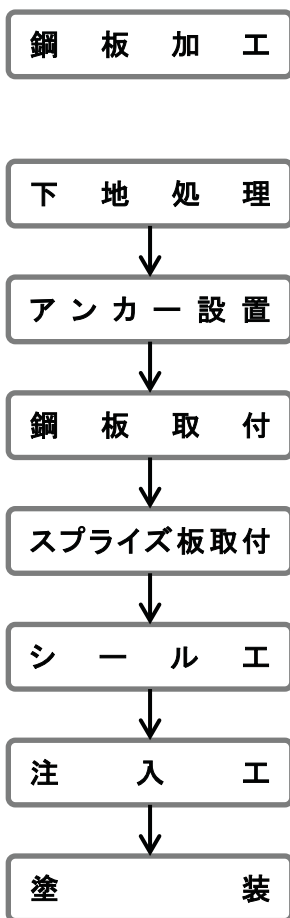 鋼板加工
下地処理
アンカー設置
鋼板取付
スプライズ板取付
シール工
注入工
塗装